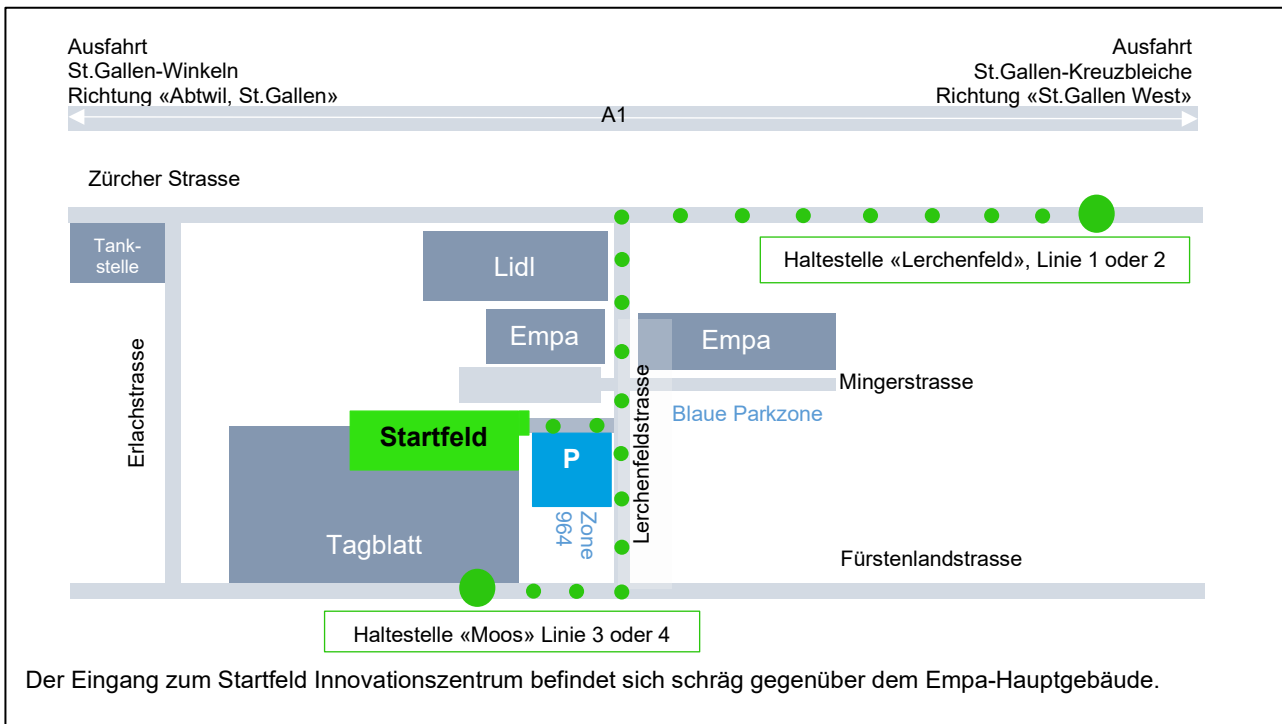 Ausfahrt
St.Gallen-Winkeln
Richtung «Abtwil, St.Gallen»
Ausfahrt
St.Gallen-Kreuzbleiche
Richtung «St.Gallen West»
A1
Zürcher Strasse
Tank-
stelle
Lidl
Haltestelle «Lerchenfeld», Linie 1 oder 2
Empa
Empa
Erlachstrasse
Lerchenfeldstrasse
Mingerstrasse
Blaue Parkzone
Startfeld
P
Zone
964
Tagblatt
Fürstenlandstrasse
Haltestelle «Moos» Linie 3 oder 4
Der Eingang zum Startfeld Innovationszentrum befindet sich schräg gegenüber dem Empa-Hauptgebäude.